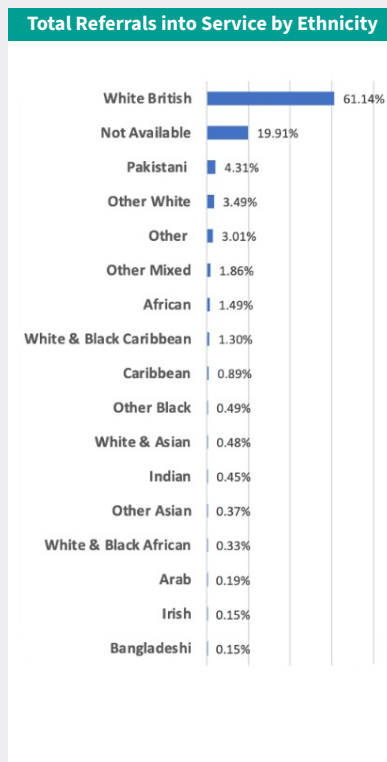 Total Referrals into Service by Ethnicity
White British 61.14%
Not Available 19.91%
Pakistani 4.31%
Other White 3.49%
Other 3.01%
Other Mixed 1.86%
African 1.49%
White & Black Caribbean 1.30%
Caribbean 0.89%
Other Black 0.49%
White & Asian 0.48%
Indian 0.45%
Other Asian 0.37%
White & Black African 0.33%
Arab 0.19%
Irish 0.15%
Bangladeshi 0.15%